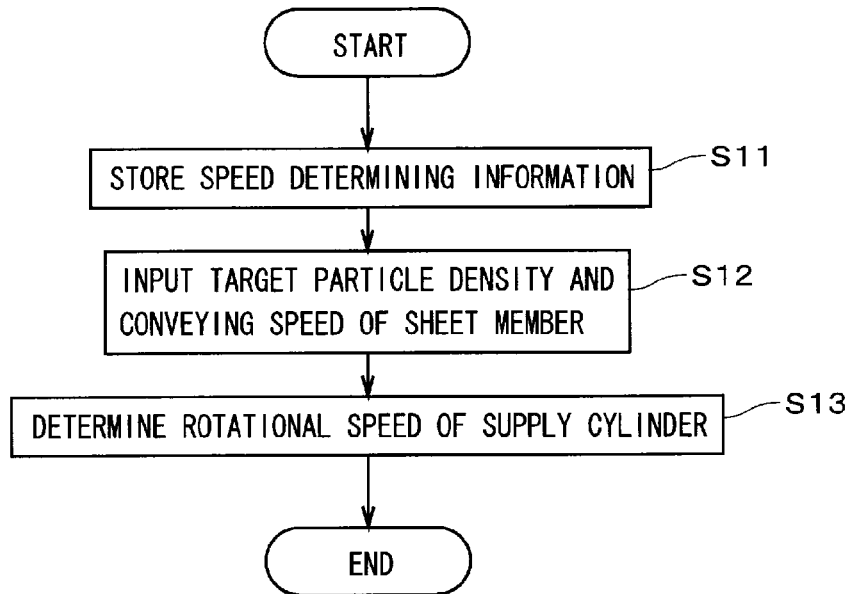 START
STORE SPEED DETERMINING INFORMATION
S11
INPUT TARGET PARTICLE DENSITY AND
CONVEYING SPEED OF SHEET MEMBER
S12
DETERMINE ROTATIONAL SPEED OF SUPPLY CYLINDER
S13
END